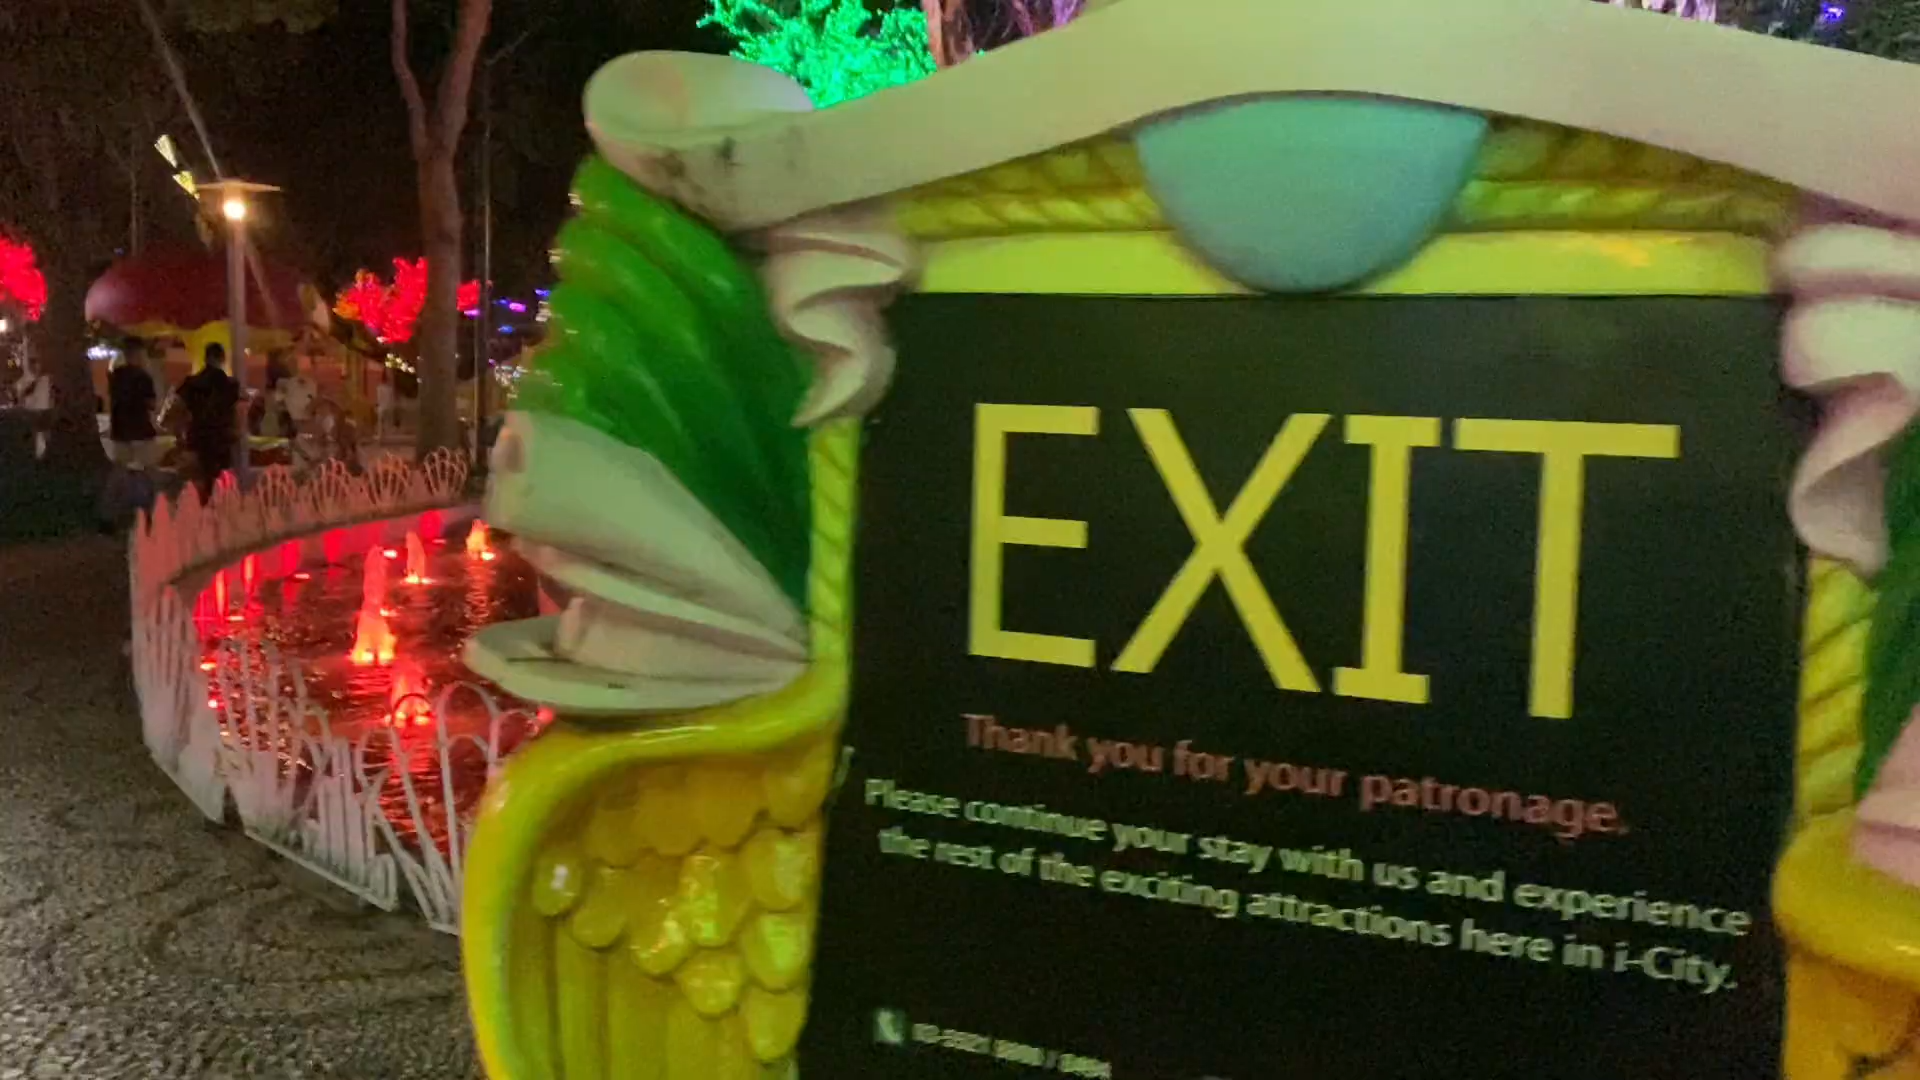 EXIT
Thank you for your patronage.
Please continue your stay with us and experience
the rest of the exciting attractions here in i-City.